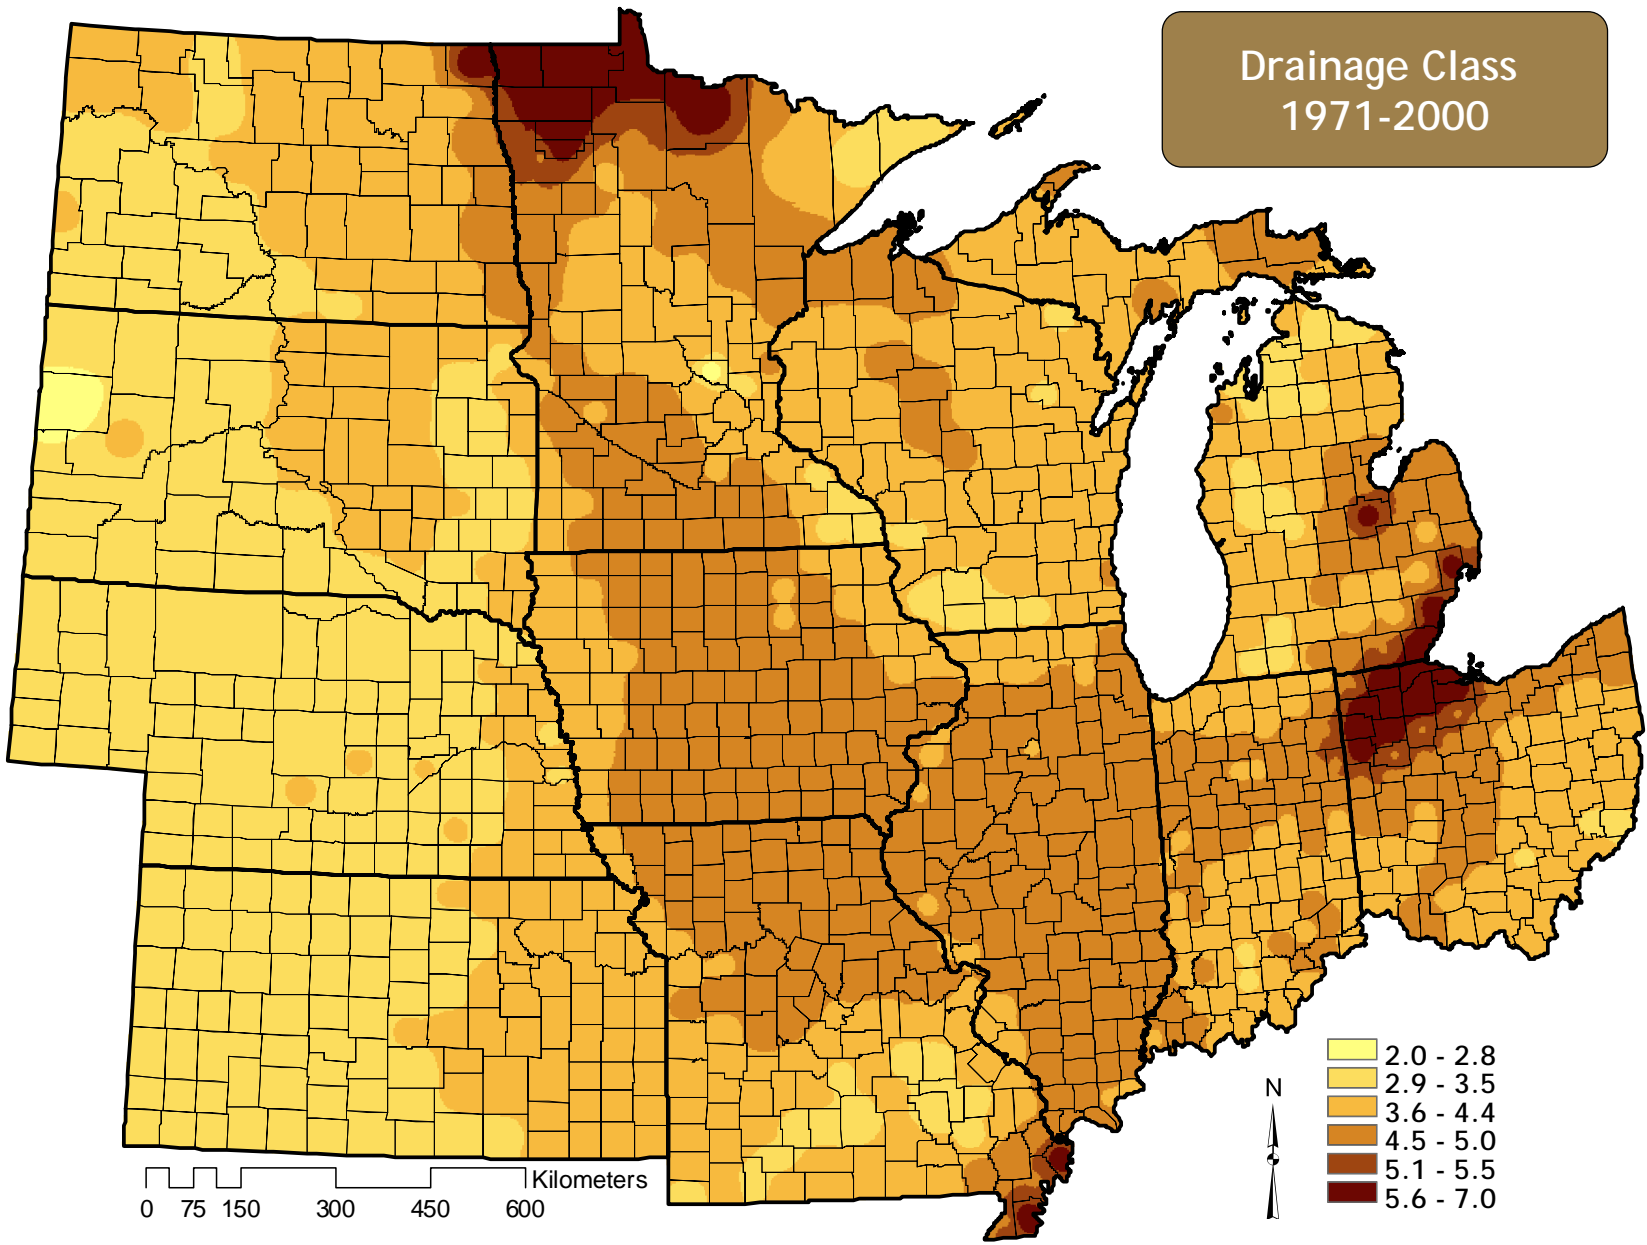 Drainage Class
1971-2000
2.0 - 2.8
2.9 - 3.5
3.6 - 4.4
4.5 - 5.0
5.1 - 5.5
5.6 - 7.0
N
Kilometers
0 75 150 300 450 600